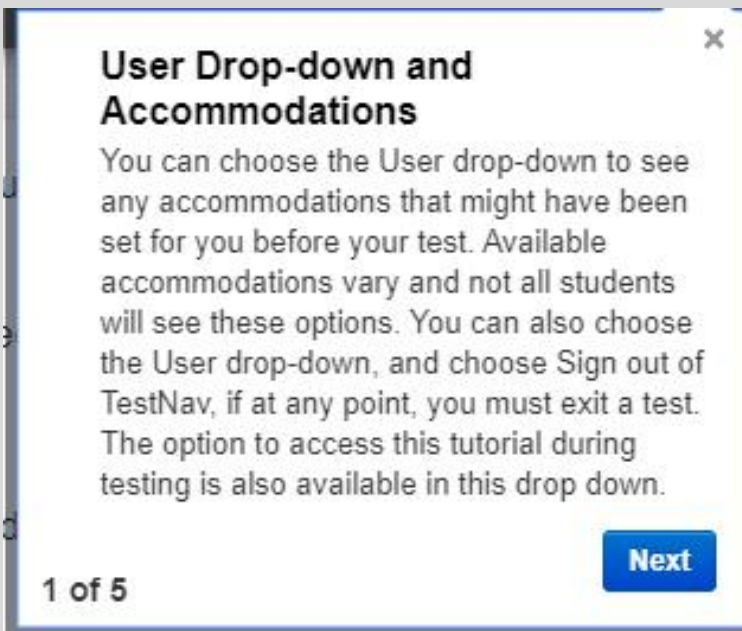 User Drop-down and
Accommodations
You can choose the User drop-down to see
any accommodations that might have been
set for you before your test. Available
accommodations vary and not all students
will see these options. You can also choose
the User drop-down, and choose Sign out of
TestNav, if at any point, you must exit a test.
The option to access this tutorial during
testing is also available in this drop down.
Next
1 of 5